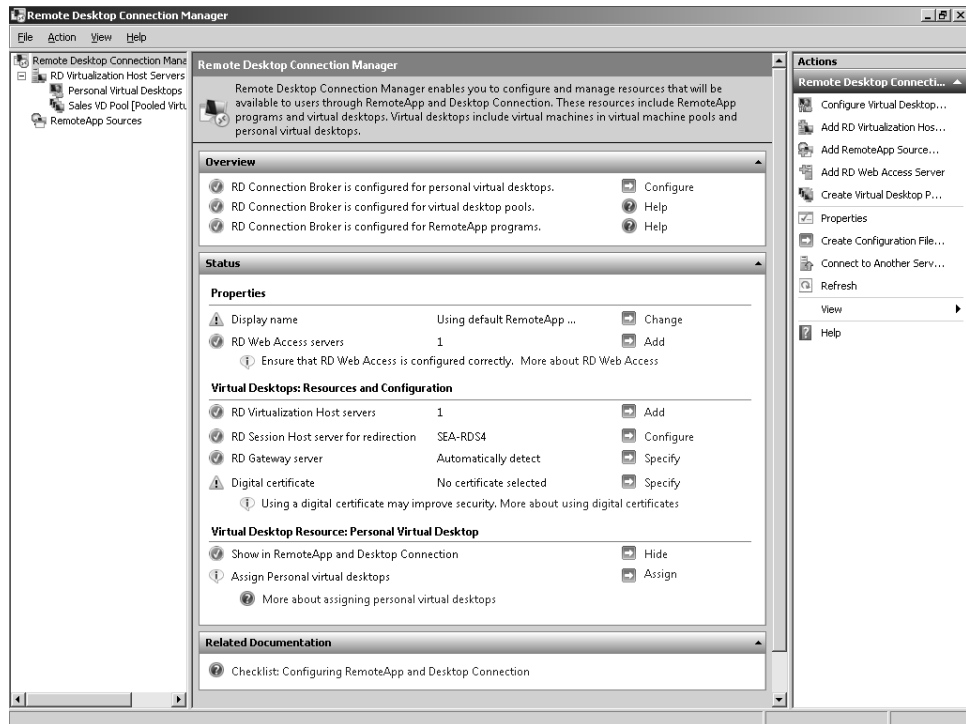 Remote Desktop Connection Manager
File Action View Help
Remote Desktop Connection Mana
RD Virtualization Host Servers
Personal Virtual Desktops
Sales VD Pool [Pooled Virtu
RemoteApp Sources
Remote Desktop Connection Manager
Remote Desktop Connection Manager enables you to configure and manage resources that will be
available to users through RemoteApp and Desktop Connection. These resources include RemoteApp
programs and virtual desktops. Virtual desktops include virtual machines in virtual machine pools and
personal virtual desktops.
Overview
RD Connection Broker is configured for personal virtual desktops. Configure
RD Connection Broker is configured for virtual desktop pools. Help
RD Connection Broker is configured for RemoteApp programs. Help
Status
Properties
Display name Using default RemoteApp ... Change
RD Web Access servers 1 Add
Ensure that RD Web Access is configured correctly. More about RD Web Access
Virtual Desktops: Resources and Configuration
RD Virtualization Host servers 1 Add
RD Session Host server for redirection SEA-RDS4 Configure
RD Gateway server Automatically detect Specify
Digital certificate No certificate selected Specify
Using a digital certificate may improve security. More about using digital certificates
Virtual Desktop Resource: Personal Virtual Desktop
Show in RemoteApp and Desktop Connection Hide
Assign Personal virtual desktops Assign
More about assigning personal virtual desktops
Related Documentation
Checklist: Configuring RemoteApp and Desktop Connection
Actions
Remote Desktop Connecti...
Configure Virtual Desktop...
Add RD Virtualization Hos...
Add RemoteApp Source...
Add RD Web Access Server
Create Virtual Desktop P...
Properties
Create Configuration File...
Connect to Another Serv...
Refresh
View
Help